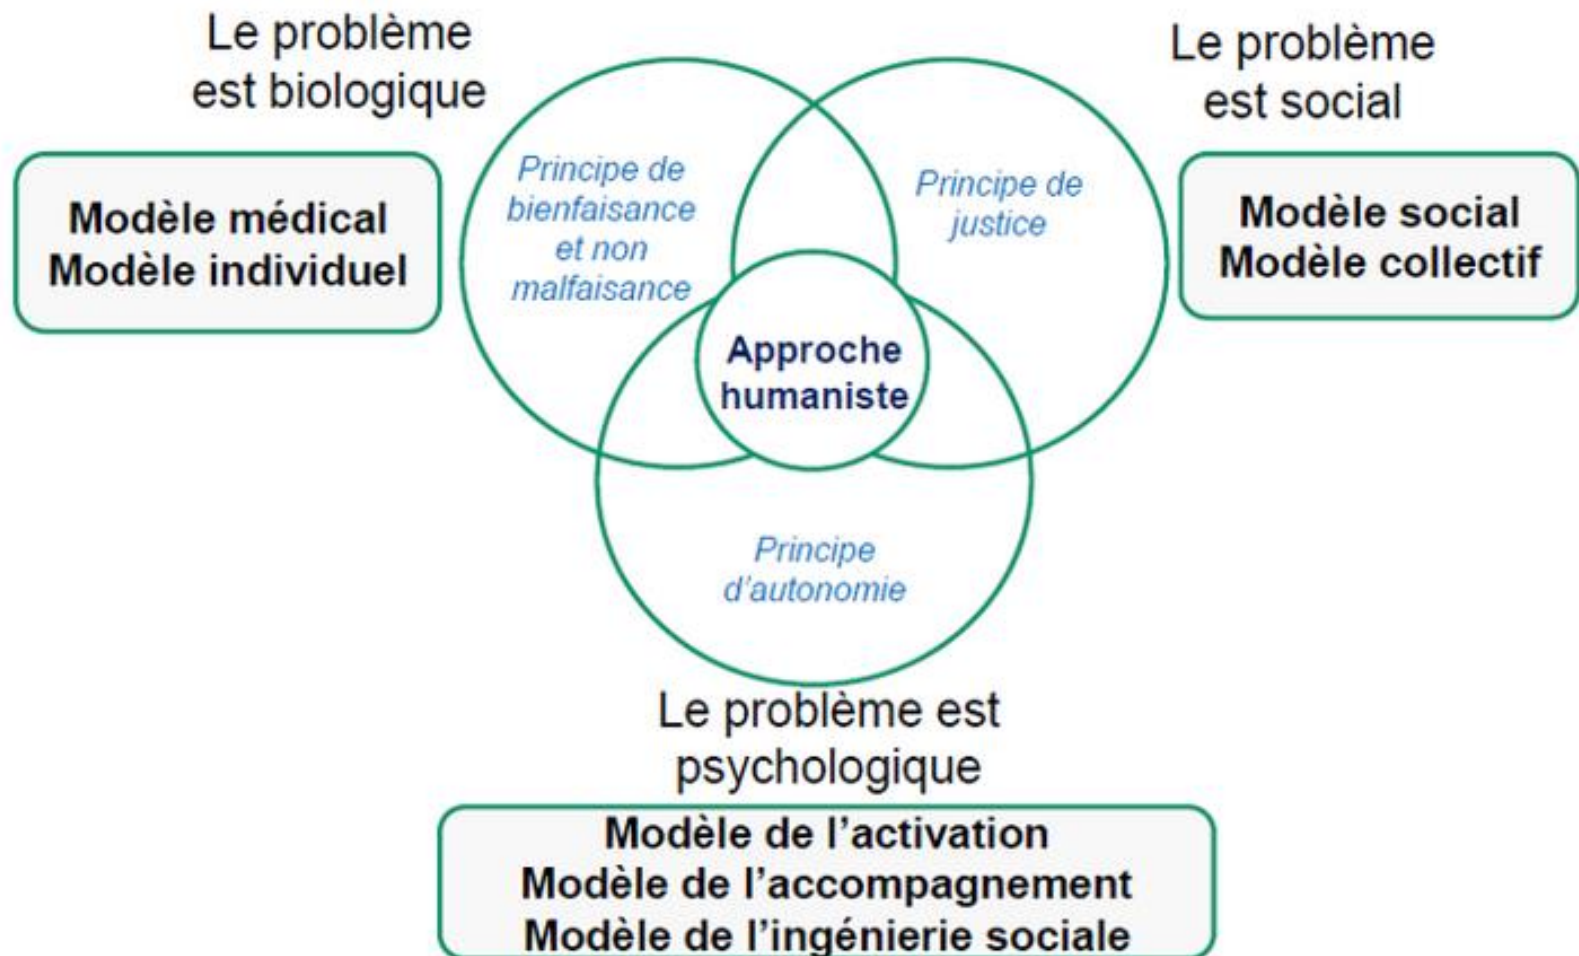 Le problème
est biologique
Modèle médical
Modèle individuel
Principe de
bienfaisance
et non
malfaisance
Le problème
est social
Modèle social
Modèle collectif
Principe de
justice
Approche
humaniste
Principe
d'autonomie
Le problème est
psychologique
Modèle de l'activation
Modèle de l'accompagnement
Modèle de l'ingénierie sociale